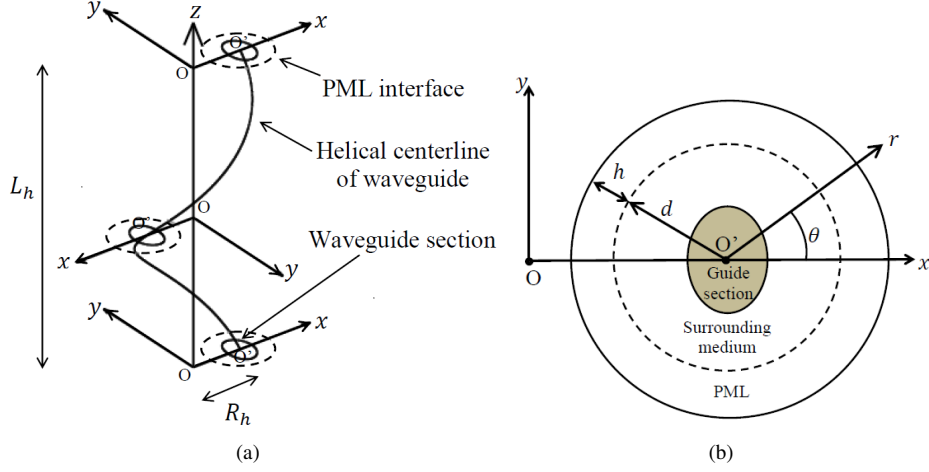 y
z
x
O'
O
PML interface
Helical centerline
of waveguide
L_h
O
O'
Waveguide section
x
y
y
x
O'
O
R_h
(a)
y
r
h
d
θ
O'
O
x
Guide
section
Surrounding
medium
PML
(b)